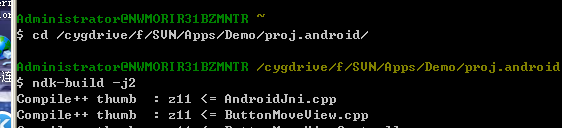 Administrator@NWMORIR31BZMNTR ~
$ cd /cygdrive/f/SVN/Apps/Demo/proj.android/
Administrator@NWMORIR31BZMNTR /cygdrive/f/SVN/Apps/Demo/proj.android
$ ndk-build -j2
Compile++ thumb  : z11 <= AndroidJni.cpp
Compile++ thumb  : z11 <= ButtonMoveView.cpp